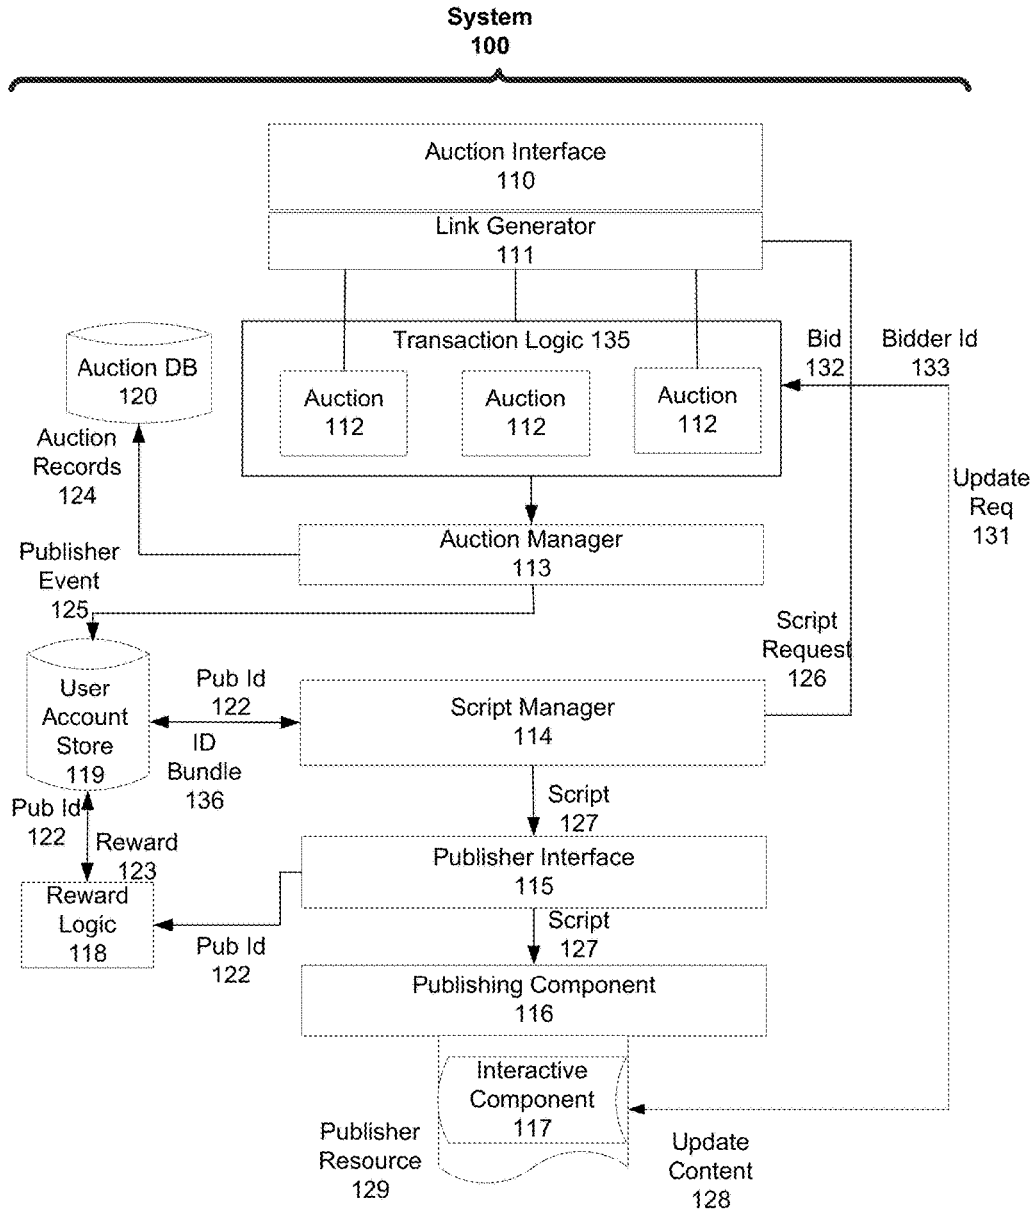 System
100
Auction Interface
110
Link Generator
111
Transaction Logic 135
Auction
112
Auction
112
Auction
112
Bid
132
Bidder Id
133
Auction DB
120
Auction
Records
124
Update
Req
131
Auction Manager
113
Publisher
Event
125
Script
Request
126
User
Account
Store
119
Pub Id
122
ID
Bundle
136
Script Manager
114
Script
127
Pub Id
122
Reward
123
Publisher Interface
115
Reward
Logic
118
Pub Id
122
Script
127
Publishing Component
116
Interactive
Component
117
Publisher
Resource
129
Update
Content
128